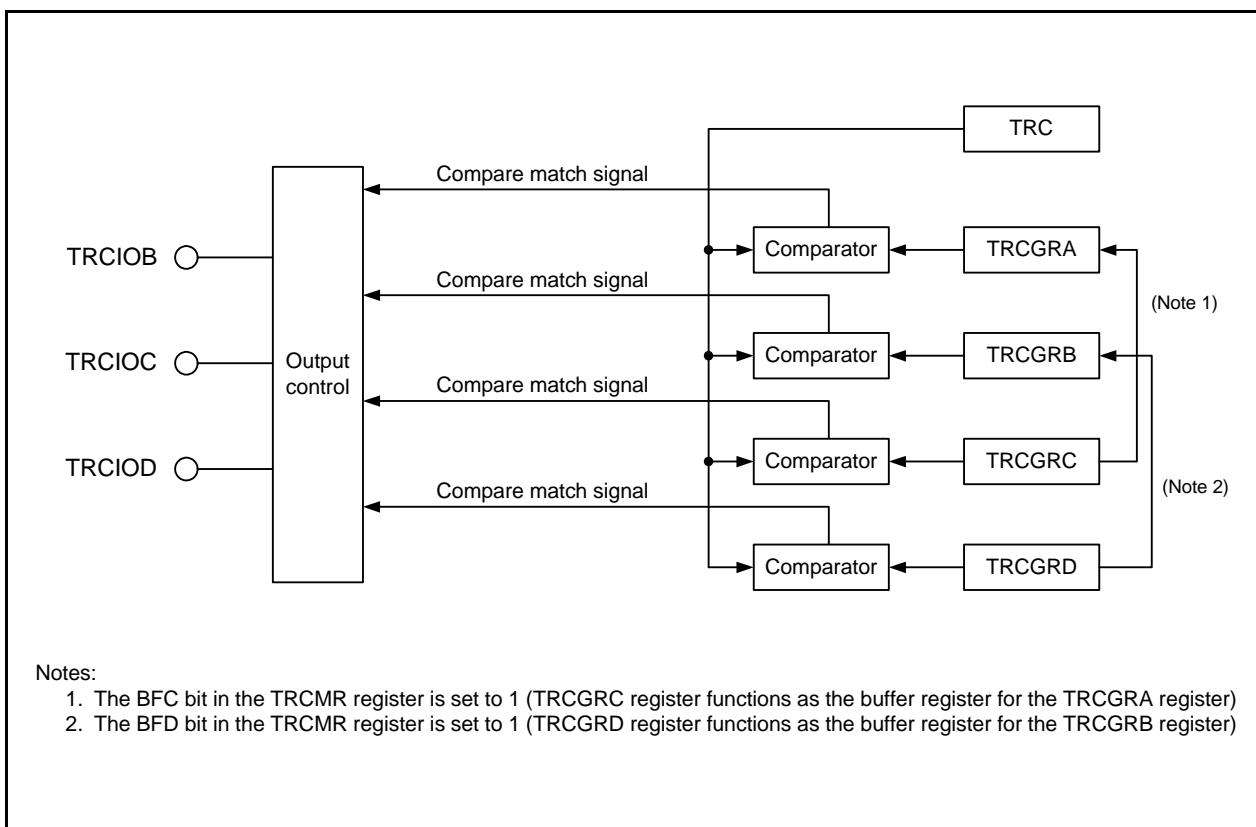 TRC
Compare match signal
Comparator
TRCGRA
TRCIOB
Compare match signal
(Note 1)
Comparator
TRCGRB
TRCIOC
Output
control
Compare match signal
Comparator
TRCGRC
TRCIOD
Compare match signal
(Note 2)
Comparator
TRCGRD
Notes:
1. The BFC bit in the TRCMR register is set to 1 (TRCGRC register functions as the buffer register for the TRCGRA register)
2. The BFD bit in the TRCMR register is set to 1 (TRCGRD register functions as the buffer register for the TRCGRB register)